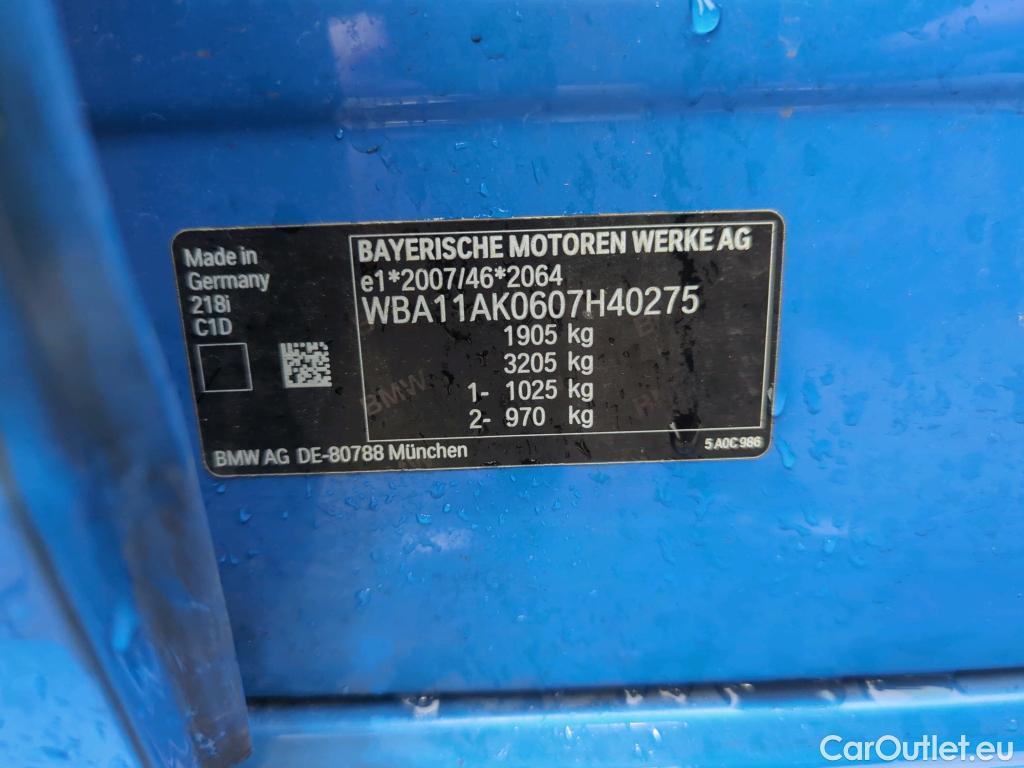 Made in
Germany
218i
C1D
BAYERISCHE MOTOREN WERKE AG
e1*2007/46*2064
WBA11AK0607H40275
1905 kg
3205 kg
1- 1025 kg
2- 970 kg
BMW
BMW AG DE-80788 München
5 A0C 986
CarOutlet.eu